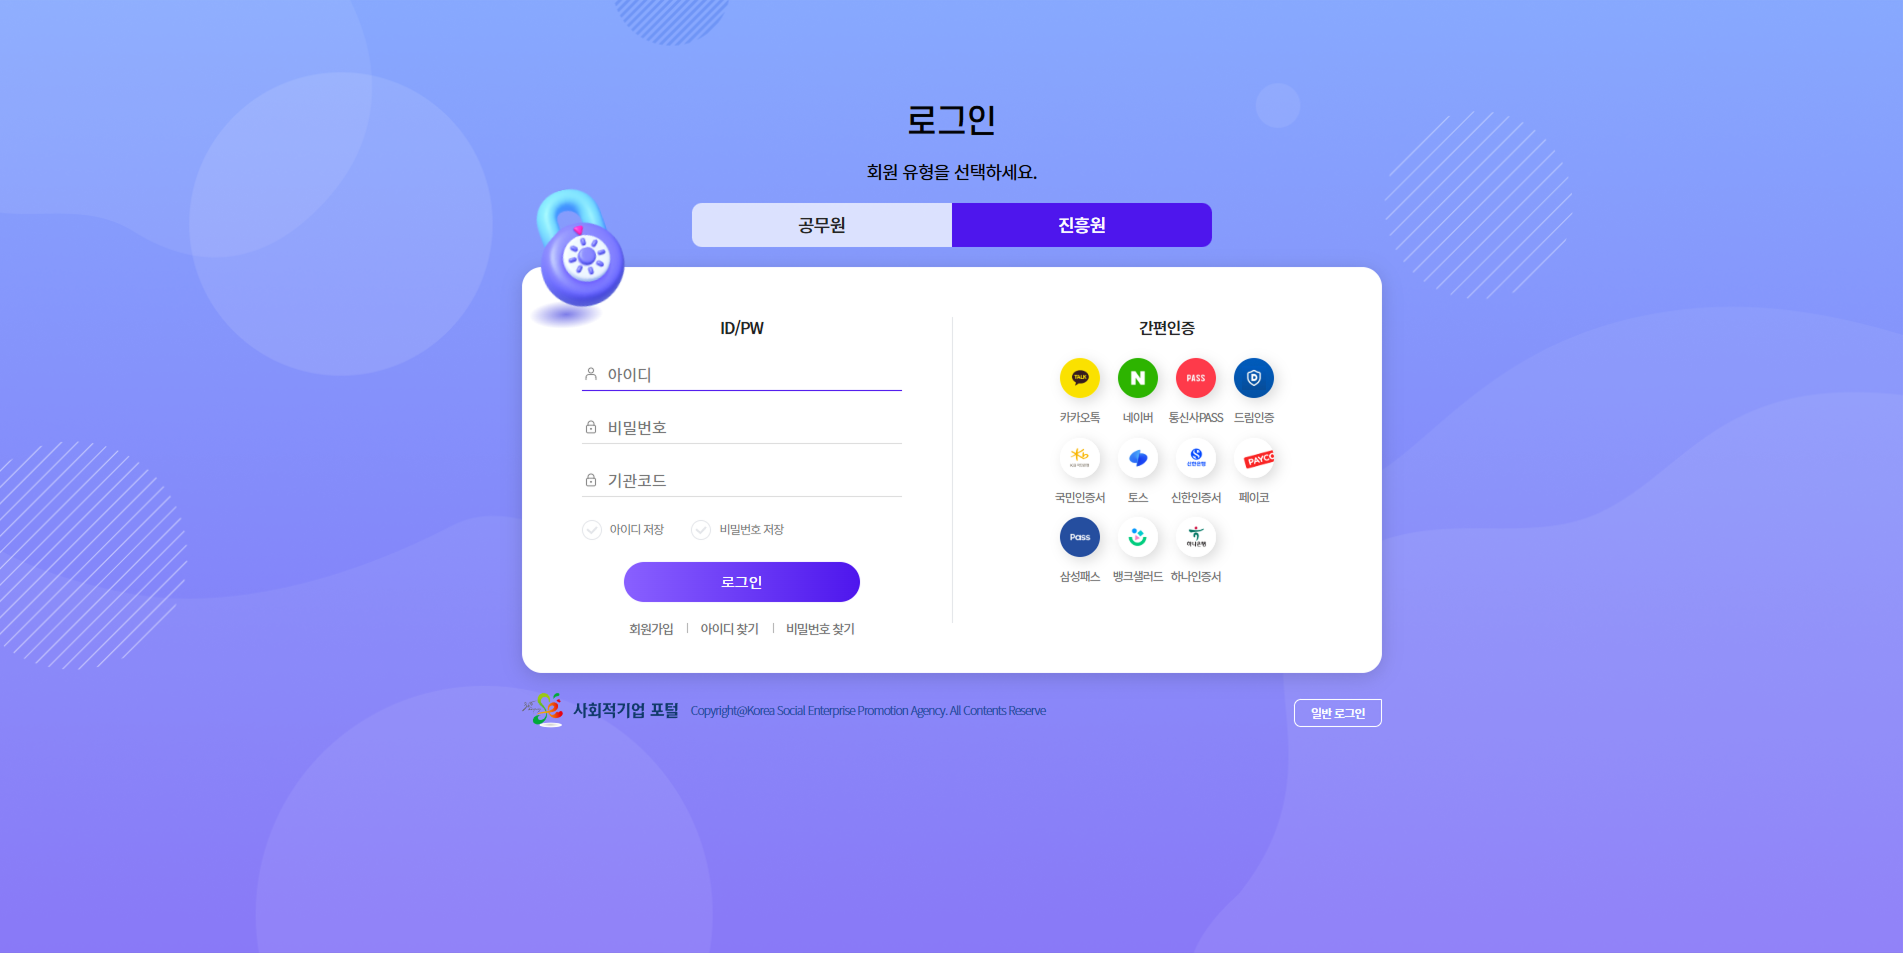 로그인
회원 유형을 선택하세요.
공무원
진흥원
ID/PW
아이디
비밀번호
기관코드
아이디 저장
비밀번호 저장
로그인
회원가입
아이디 찾기
비밀번호 찾기
간편인증
TALK
N
PASS
D
카카오톡
네이버
통신사PASS
드림인증
PAYCO
국민인증서
토스
신한인증서
페이코
Pass
하나은행
삼성패스
뱅크샐러드
하나인증서
사회적기업 포털
Copyright@Korea Social Enterprise Promotion Agency. All Contents Reserve
일반 로그인